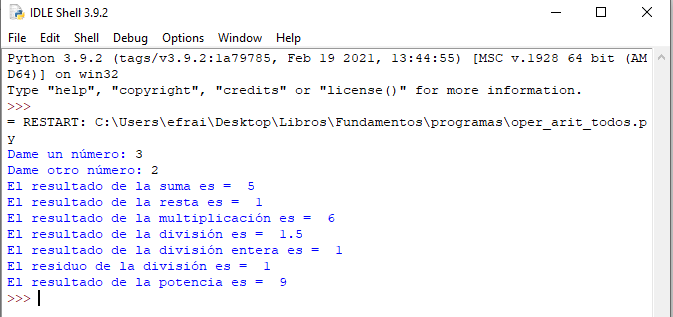 IDLE Shell 3.9.2
File Edit Shell Debug Options Window Help
Python 3.9.2 (tags/v3.9.2:1a79785, Feb 19 2021, 13:44:55) [MSC v.1928 64 bit (AM
D64)] on win32
Type "help", "copyright", "credits" or "license()" for more information.
>>>
= RESTART: C:\Users\efrai\Desktop\Libros\Fundamentos\programas\oper_arit_todos.p
y
Dame un número: 3
Dame otro número: 2
El resultado de la suma es =  5
El resultado de la resta es =  1
El resultado de la multiplicación es =  6
El resultado de la división es =  1.5
El resultado de la división entera es =  1
El residuo de la división es =  1
El resultado de la potencia es =  9
>>>